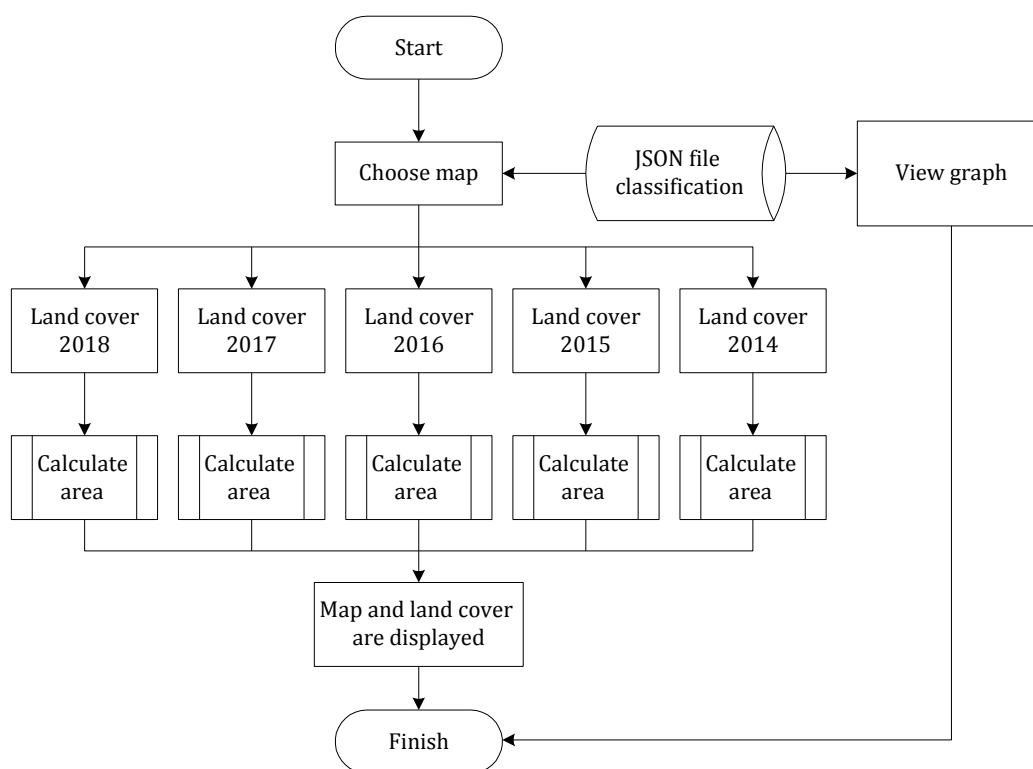 Start
Choose map
JSON file
classification
View graph
Land cover
2018
Land cover
2017
Land cover
2016
Land cover
2015
Land cover
2014
Calculate
area
Calculate
area
Calculate
area
Calculate
area
Calculate
area
Map and land cover
are displayed
Finish